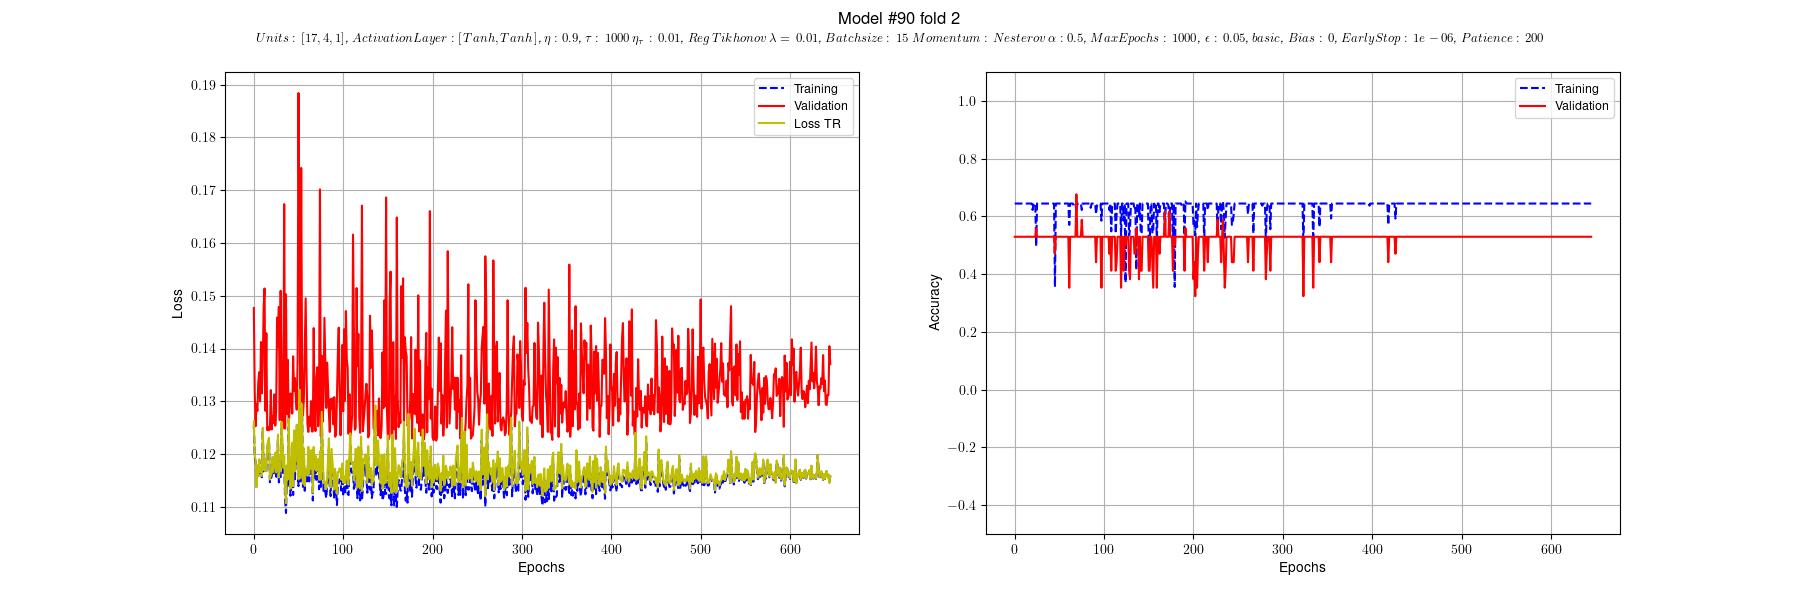 Model #90 fold 2
Units : [17, 4, 1], ActivationLayer : [Tanh, Tanh], η : 0.9, τ : 1000 ητ : 0.01, Reg Tikhonov λ = 0.01, Batchsize : 15 Momentum : Nesterov α : 0.5, MaxEpochs : 1000, ϵ : 0.05, basic, Bias : 0, EarlyStop : 1e − 06, Patience : 200
Loss
0.19
0.18
0.17
0.16
0.15
0.14
0.13
0.12
0.11
Training
Validation
Loss TR
0 100 200 300 400 500 600
Epochs
Accuracy
1.0
0.8
0.6
0.4
0.2
0.0
−0.2
−0.4
Training
Validation
0 100 200 300 400 500 600
Epochs